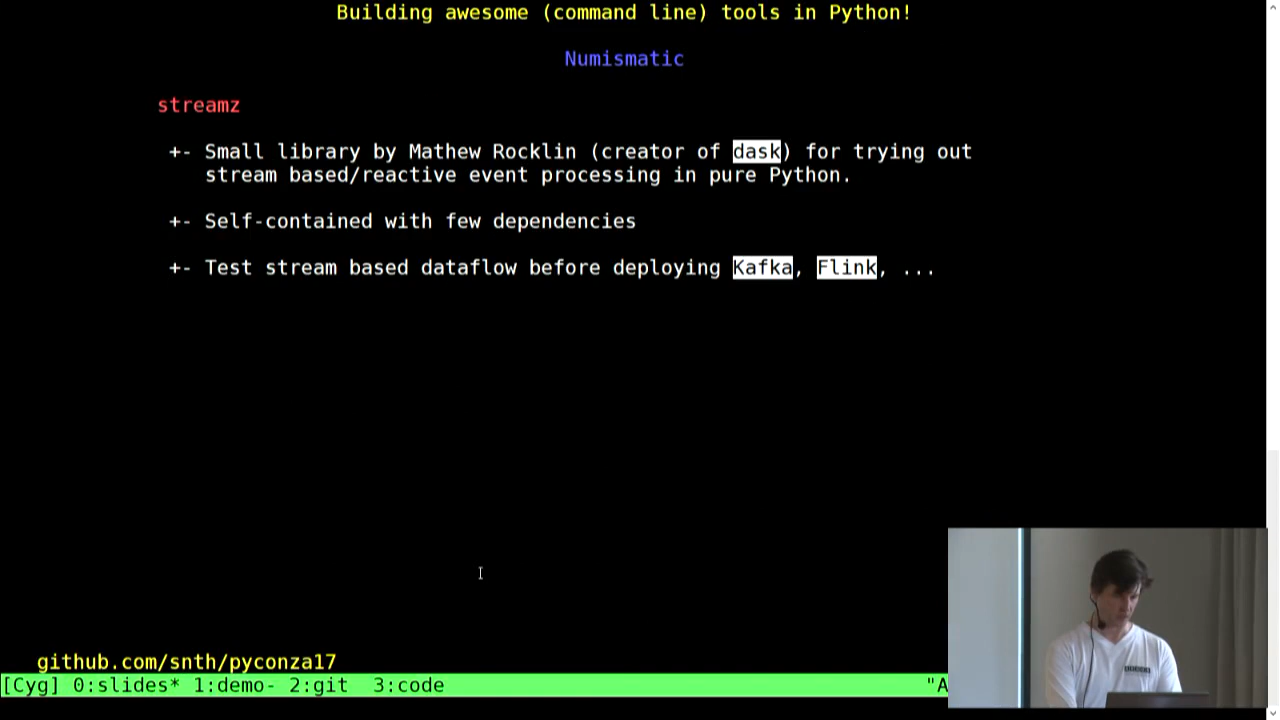 Building awesome (command line) tools in Python!
Numismatic
streamz
+- Small library by Mathew Rocklin (creator of dask) for trying out
stream based/reactive event processing in pure Python.
+- Self-contained with few dependencies
+- Test stream based dataflow before deploying Kafka, Flink, ...
github.com/snth/pyconza17
[Cyg] 0:slides* 1:demo- 2:git 3:code "A